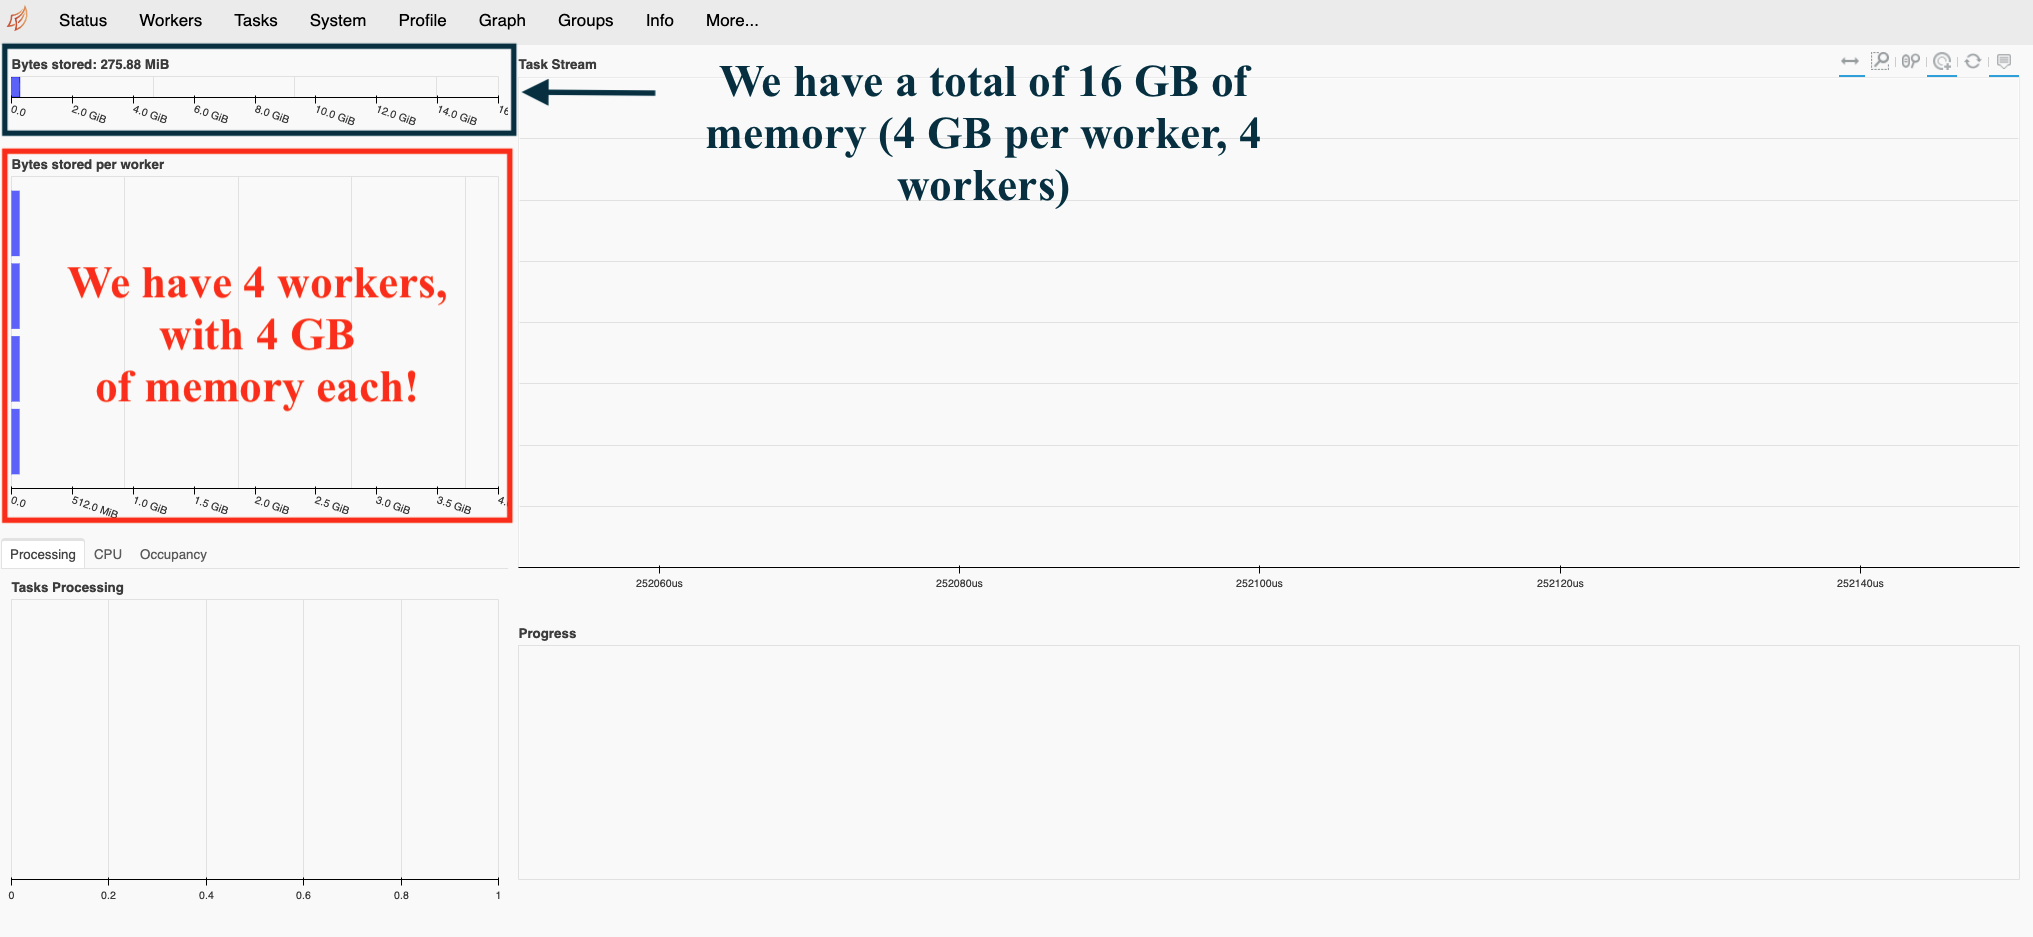 Status Workers Tasks System Profile Graph Groups Info More...
Bytes stored: 275.88 MiB
0.0 2.0 GiB 4.0 GiB 6.0 GiB 8.0 GiB 10.0 GiB 12.0 GiB 14.0 GiB 16
Bytes stored per worker
We have 4 workers,
with 4 GB
of memory each!
0.0 512.0 MiB 1.0 GiB 1.5 GiB 2.0 GiB 2.5 GiB 3.0 GiB 3.5 GiB 4.
Processing CPU Occupancy
Tasks Processing
0 0.2 0.4 0.6 0.8 1
Task Stream
We have a total of 16 GB of
memory (4 GB per worker, 4
workers)
252060us 252080us 252100us 252120us 252140us
Progress